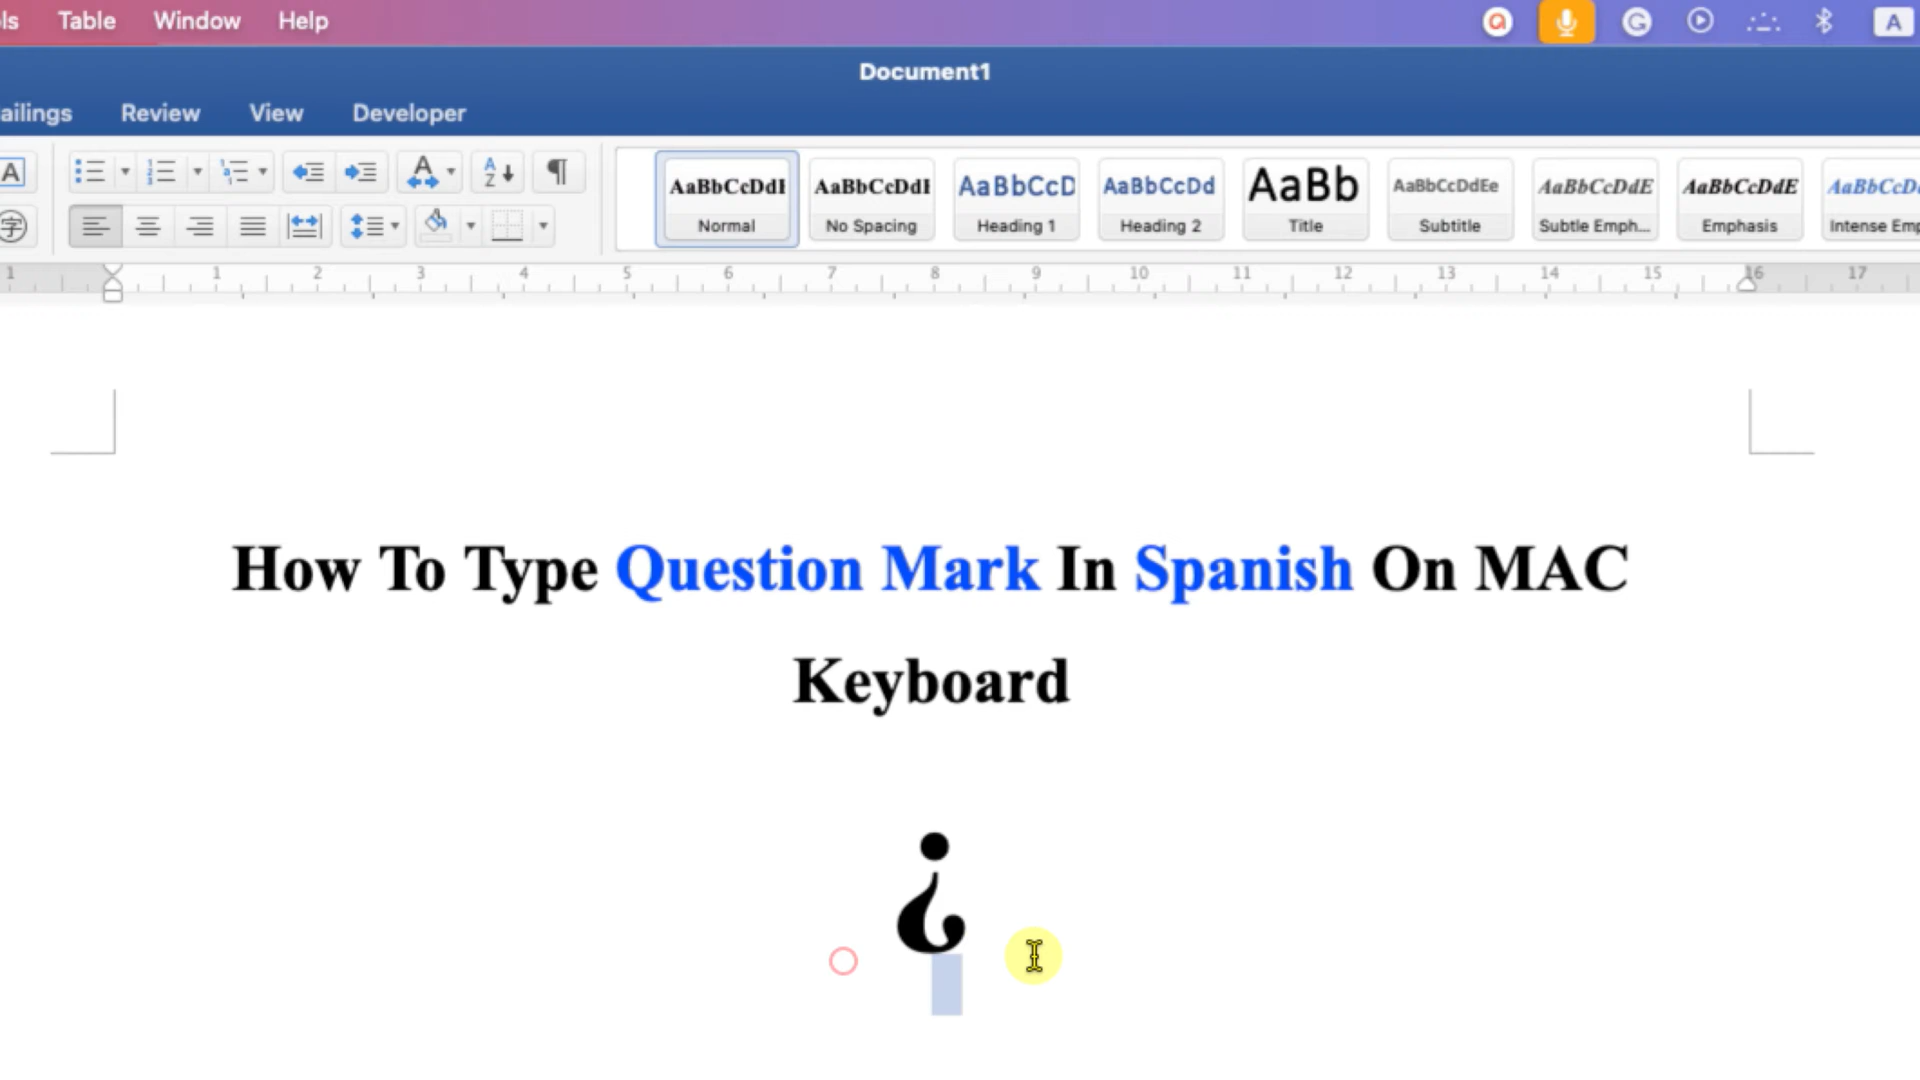 ls Table Window Help
A
Document1
ailings Review View Developer
A A A Z ¶
字
AaBbCcDdI AaBbCcDdI AaBbCcD AaBbCcDd AaBb AaBbCcDdEe AaBbCcDdE AaBbCcDdE AaBbCcD
Normal No Spacing Heading 1 Heading 2 Title Subtitle Subtle Emph... Emphasis Intense Emp
1 1 2 3 4 5 6 7 8 9 10 11 12 13 14 15 16 17
How To Type Question Mark In Spanish On MAC
Keyboard
¿